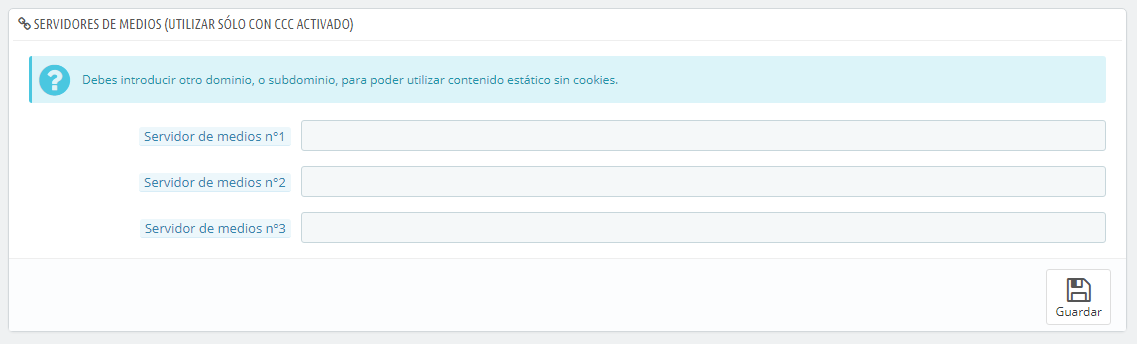 SERVIDORES DE MEDIOS (UTILIZAR SÓLO CON CCC ACTIVADO)
Debes introducir otro dominio, o subdominio, para poder utilizar contenido estático sin cookies.
Servidor de medios n°1
Servidor de medios n°2
Servidor de medios n°3
Guardar